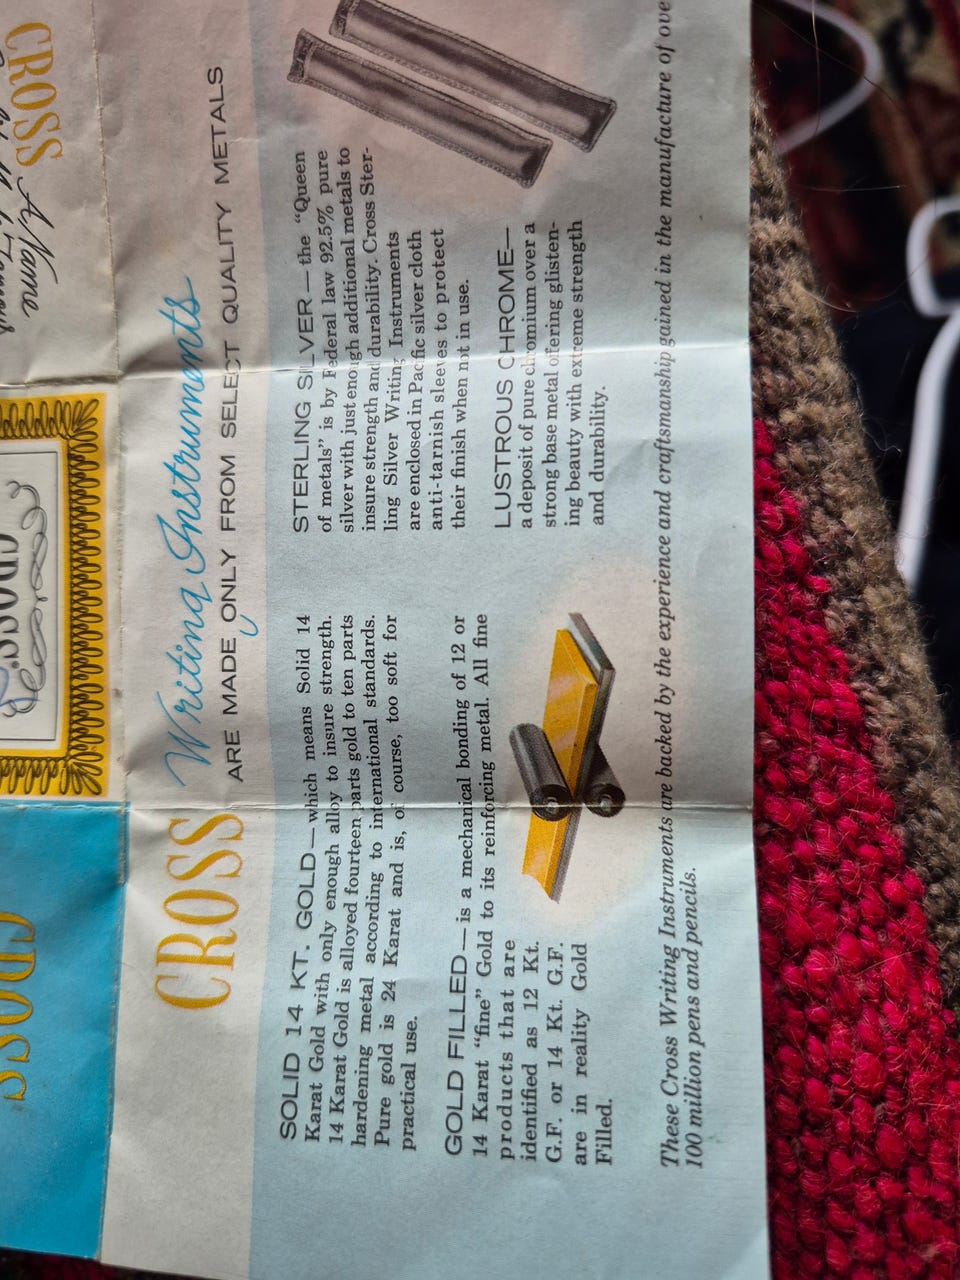 CROSS
A Name
CROSS
CROSS
CROSS Writing Instruments
ARE MADE ONLY FROM SELECT QUALITY METALS
SOLID 14 KT. GOLD—which means Solid 14
Karat Gold with only enough alloy to insure strength.
14 Karat Gold is alloyed fourteen parts gold to ten parts
hardening metal according to international standards.
Pure gold is 24 Karat and is, of course, too soft for
practical use.
GOLD FILLED—is a mechanical bonding of 12 or
14 Karat "fine" Gold to its reinforcing metal. All fine
products that are
identified as 12 Kt.
G.F. or 14 Kt. G.F.
are in reality Gold
Filled.
STERLING SILVER—the "Queen
of metals" is by Federal law 92.5% pure
silver with just enough additional metals to
insure strength and durability. Cross Ster-
ling Silver Writing Instruments
are enclosed in Pacific silver cloth
anti-tarnish sleeves to protect
their finish when not in use.
LUSTROUS CHROME—
a deposit of pure chromium over a
strong base metal offering glisten-
ing beauty with extreme strength
and durability.
These Cross Writing Instruments are backed by the experience and craftsmanship gained in the manufacture of ove
100 million pens and pencils.